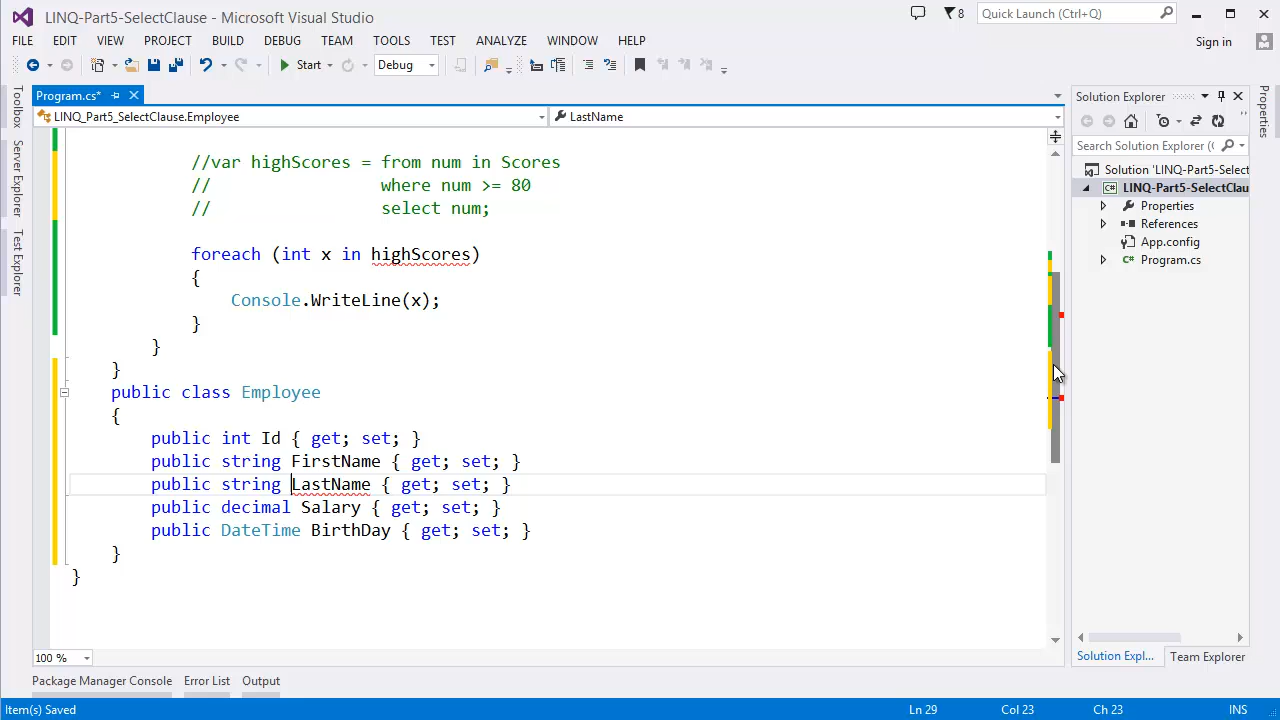 LINQ-Part5-SelectClause - Microsoft Visual Studio
8
Quick Launch (Ctrl+Q)
FILE EDIT VIEW PROJECT BUILD DEBUG TEAM TOOLS TEST ANALYZE WINDOW HELP
Sign in
Start Debug
Toolbox
Server Explorer
Test Explorer
Program.cs*
LINQ_Part5_SelectClause.Employee
LastName
//var highScores = from num in Scores
// where num >= 80
// select num;
foreach (int x in highScores)
{
Console.WriteLine(x);
}
}
}
public class Employee
{
public int Id { get; set; }
public string FirstName { get; set; }
public string LastName { get; set; }
public decimal Salary { get; set; }
public DateTime BirthDay { get; set; }
}
}
100 %
Solution Explorer
Search Solution Explorer (
Solution 'LINQ-Part5-Select
LINQ-Part5-SelectClau
Properties
References
App.config
Program.cs
Solution Expl... Team Explorer
Properties
Package Manager Console Error List Output
Item(s) Saved Ln 29 Col 23 Ch 23 INS